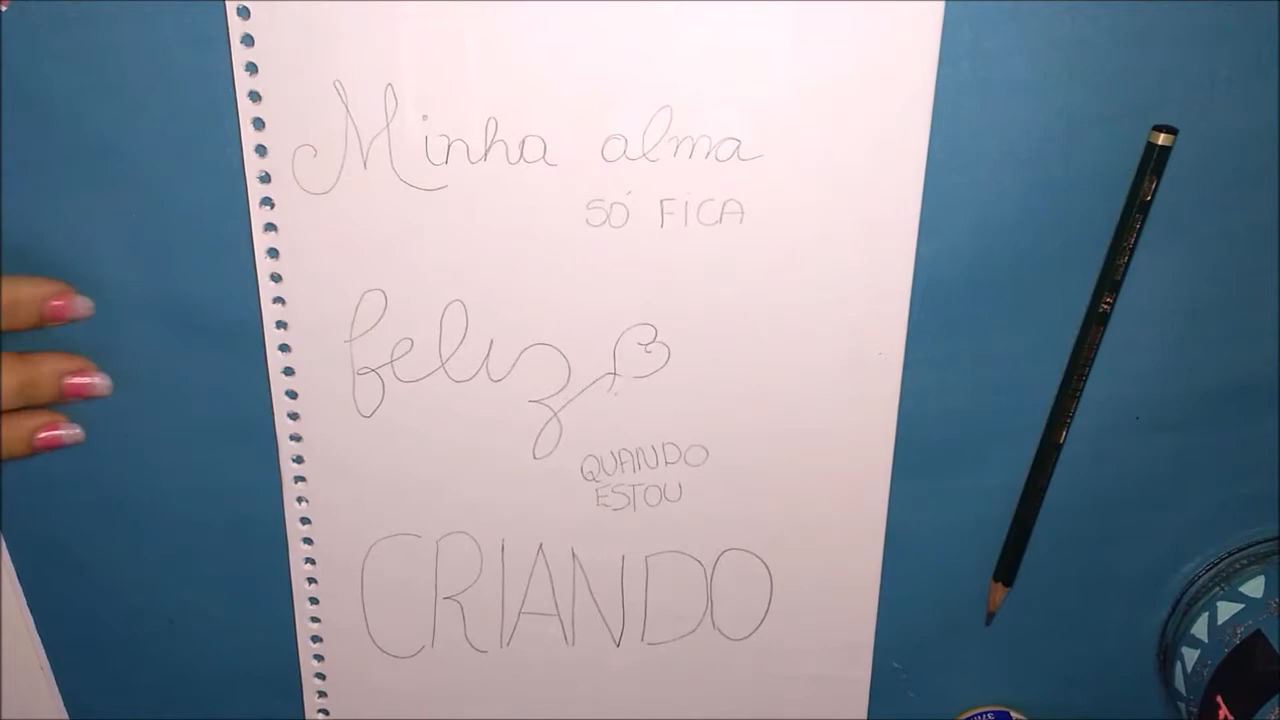 Minha alma
SÓ FICA
feliz
QUANDO
ESTOU
CRIANDO